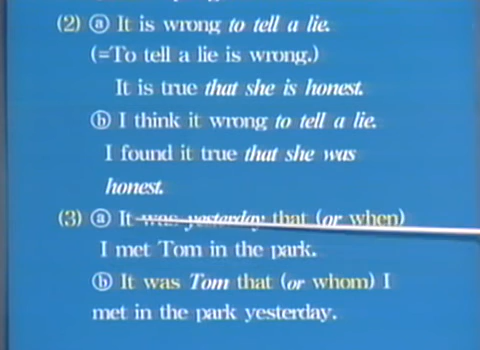 (2) ⓐ It is wrong to tell a lie.
(=To tell a lie is wrong.)
It is true that she is honest.
ⓑ I think it wrong to tell a lie.
I found it true that she was
honest.
(3) ⓐ It was yesterday that (or when)
I met Tom in the park.
ⓑ It was Tom that (or whom) I
met in the park yesterday.